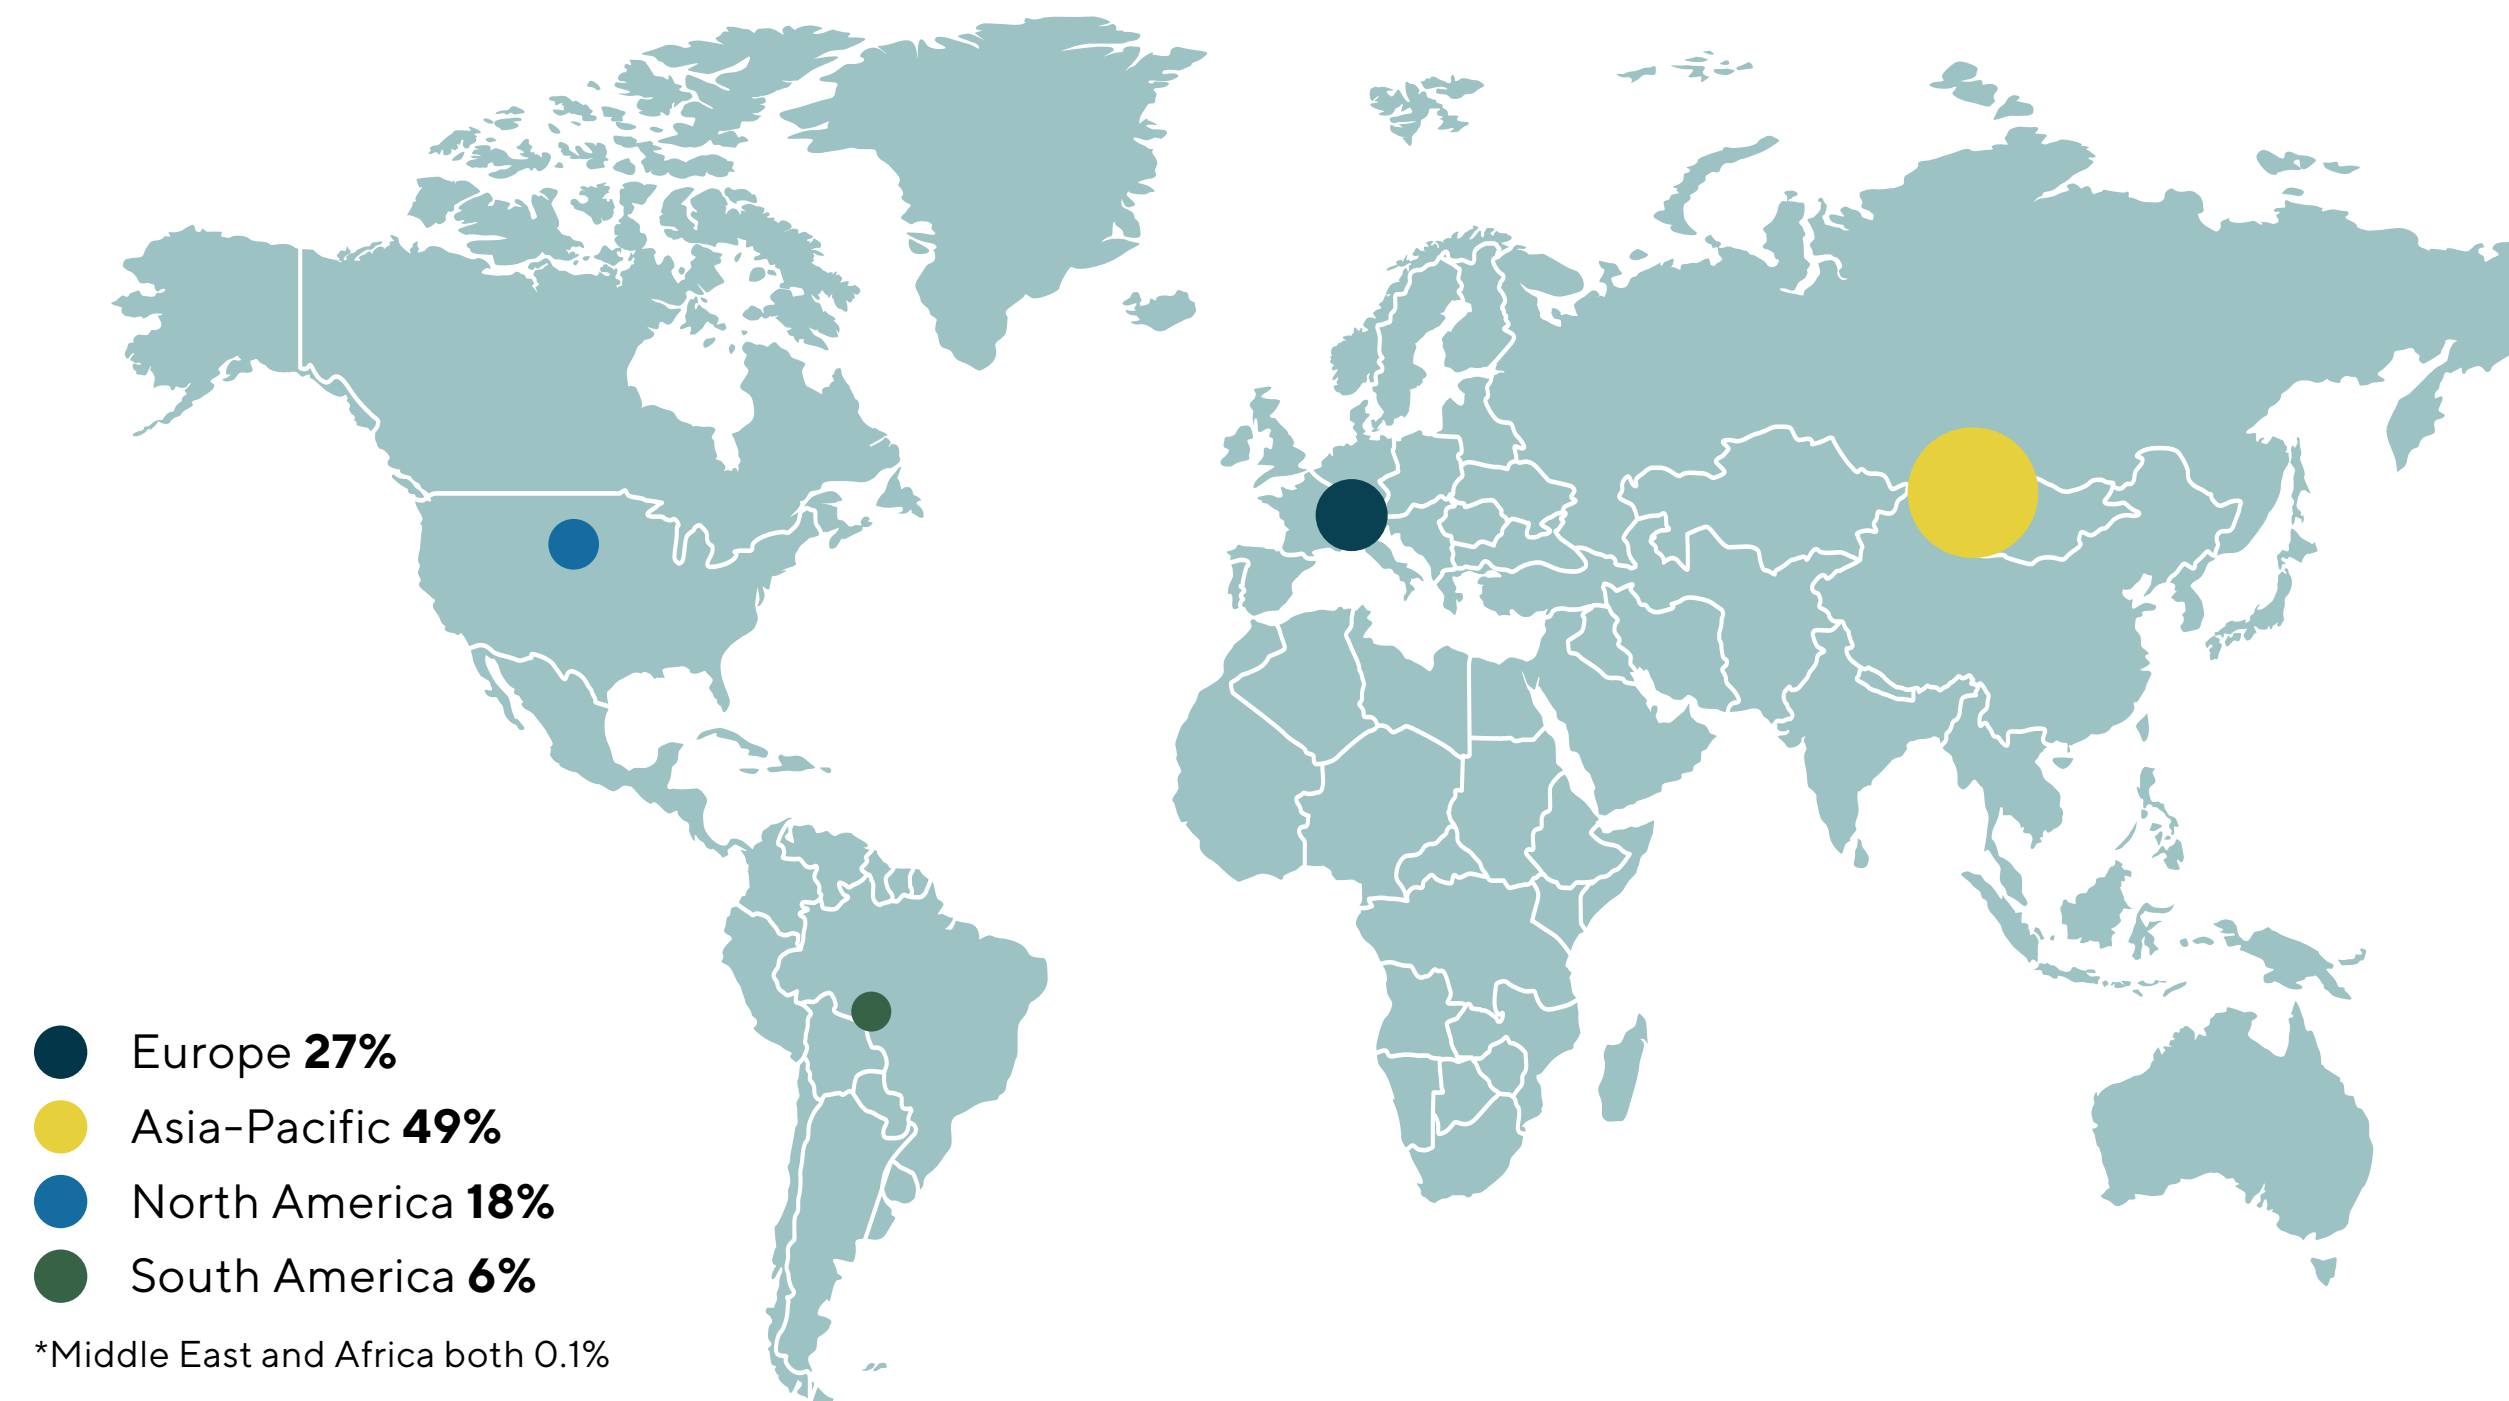 Europe 27%
Asia-Pacific 49%
North America 18%
South America 6%
*Middle East and Africa both 0.1%